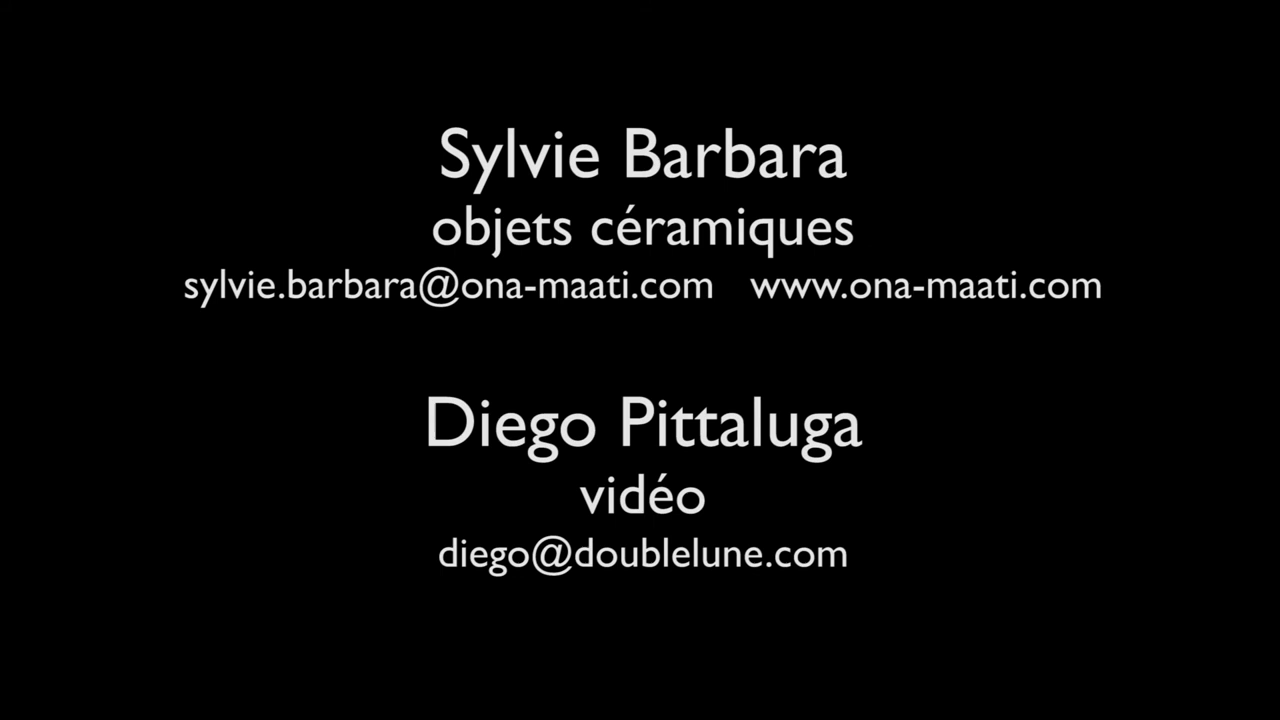 Sylvie Barbara
objets céramiques
sylvie.barbara@ona-maati.com www.ona-maati.com
Diego Pittaluga
vidéo
diego@doublelune.com